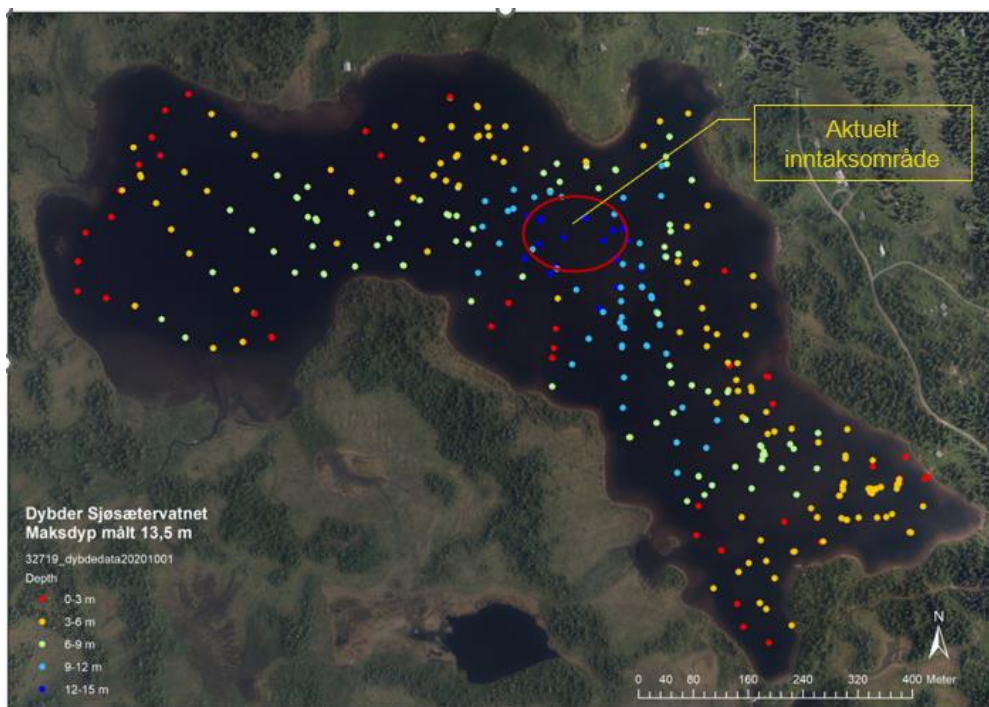 Aktuelt
inntaksområde
Dybder Sjøsætervatnet
Maksdyp målt 13,5 m
32719_dybdedata20201001
Depth
0-3 m
3-6 m
6-9 m
9-12 m
12-15 m
N
0 40 80 160 240 320 400 Meter